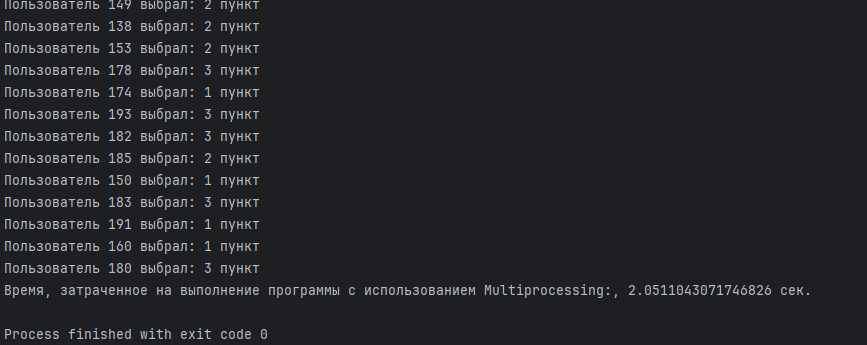 Пользователь 149 выбрал: 2 пункт
Пользователь 138 выбрал: 2 пункт
Пользователь 153 выбрал: 2 пункт
Пользователь 178 выбрал: 3 пункт
Пользователь 174 выбрал: 1 пункт
Пользователь 193 выбрал: 3 пункт
Пользователь 182 выбрал: 3 пункт
Пользователь 185 выбрал: 2 пункт
Пользователь 150 выбрал: 1 пункт
Пользователь 183 выбрал: 3 пункт
Пользователь 191 выбрал: 1 пункт
Пользователь 160 выбрал: 1 пункт
Пользователь 180 выбрал: 3 пункт
Время, затраченное на выполнение программы с использованием Multiprocessing:, 2.0511043071746826 сек.
Process finished with exit code 0